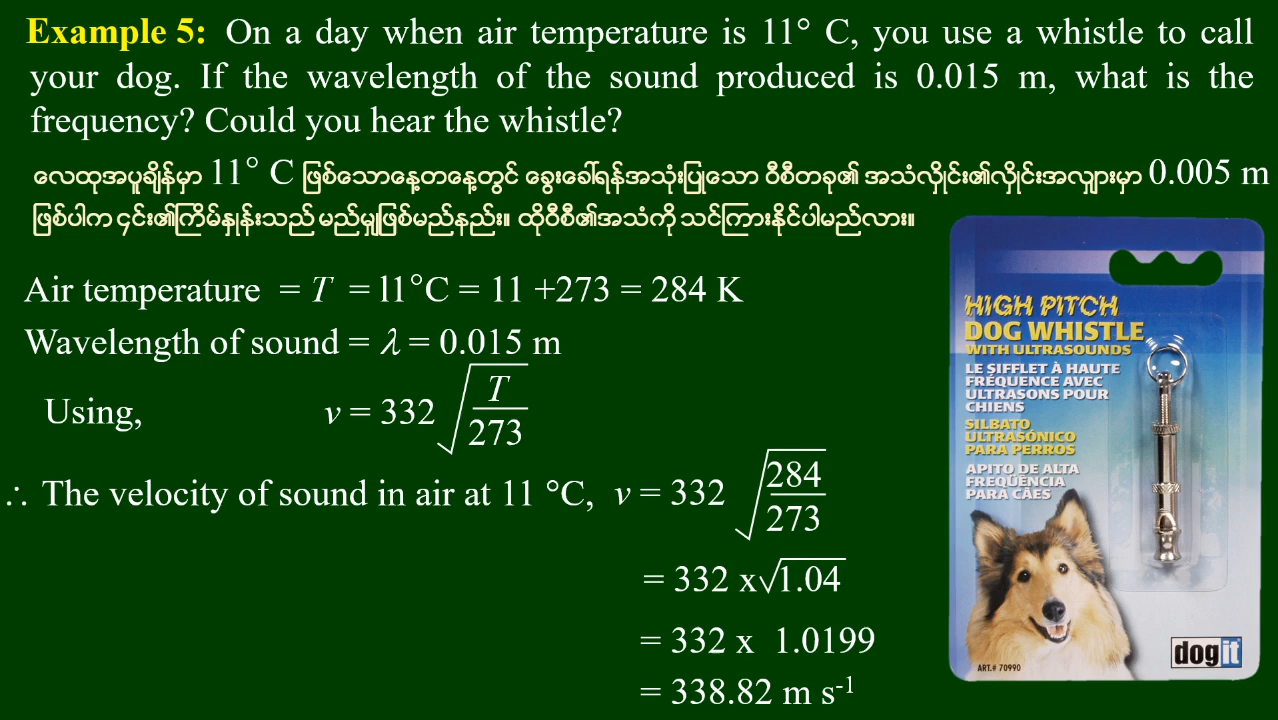 Example 5: On a day when air temperature is 11° C, you use a whistle to call
your dog. If the wavelength of the sound produced is 0.015 m, what is the
frequency? Could you hear the whistle?
လေထုအပူချိန်မှာ 11° C ဖြစ်သောနေ့တနေ့တွင် ခွေးခေါ်ရန်အသုံးပြုသော ဝီစီတခု၏ အသံလှိုင်း၏လှိုင်းအလျားမှာ 0.005 m
ဖြစ်ပါက ၄င်း၏ကြိမ်နှုန်းသည် မည်မျှဖြစ်မည်နည်း။ ထိုဝီစီ၏အသံကို သင်ကြားနိုင်ပါမည်လား။
Air temperature = T = 11°C = 11 +273 = 284 K
Wavelength of sound = λ = 0.015 m
Using, v = 332 √(T/273)
∴ The velocity of sound in air at 11 °C, v = 332 √(284/273)
= 332 x√1.04
= 332 x 1.0199
= 338.82 m s⁻¹
HIGH PITCH
DOG WHISTLE
WITH ULTRASOUNDS
LE SIFFLET À HAUTE
FRÉQUENCE AVEC
ULTRASONS POUR
CHIENS
SILBATO
ULTRASÓNICO
PARA PERROS
APITO DE ALTA
FREQÜÊNCIA
PARA CÃES
ART.# 70990
dogit